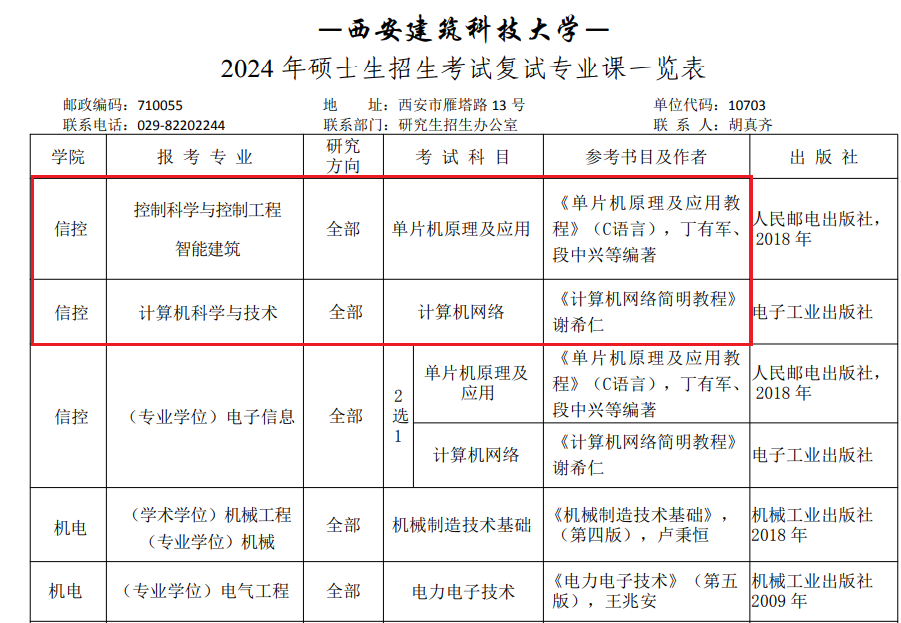 —西安建筑科技大学—
2024 年硕士生招生考试复试专业课一览表
邮政编码：710055 地 址：西安市雁塔路 13 号 单位代码：10703
联系电话：029-82202244 联系部门：研究生招生办公室 联 系 人：胡真齐
学院 报 考 专 业 研究方向 考 试 科 目 参考书目及作者 出 版 社
信控
控制科学与控制工程
智能建筑
全部
单片机原理及应用
《单片机原理及应用教
程》（C语言），丁有军、
段中兴等编著
人民邮电出版社，
2018 年
信控
计算机科学与技术
全部
计算机网络
《计算机网络简明教程》
谢希仁
电子工业出版社
信控
（专业学位）电子信息
全部
2
选
1
单片机原理及
应用
《单片机原理及应用教
程》（C语言），丁有军、
段中兴等编著
人民邮电出版社，
2018 年
计算机网络
《计算机网络简明教程》
谢希仁
电子工业出版社
机电
（学术学位）机械工程
（专业学位）机械
全部
机械制造技术基础
《机械制造技术基础》，
（第四版），卢秉恒
机械工业出版社
2018 年
机电
（专业学位）电气工程
全部
电力电子技术
《电力电子技术》（第五
版），王兆安
机械工业出版社
2009 年